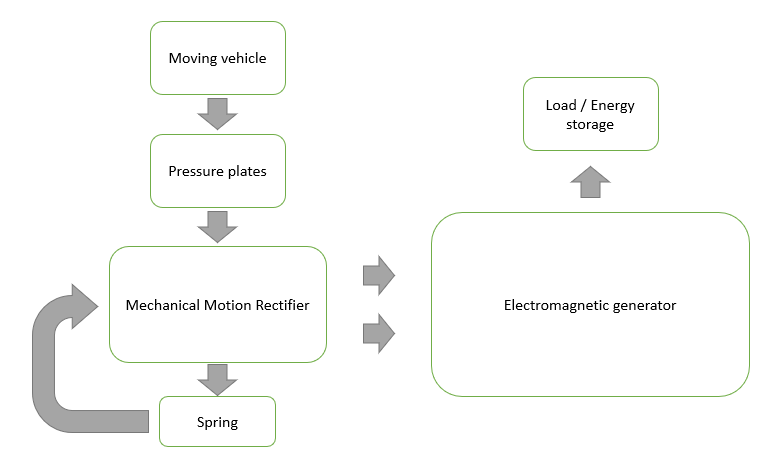 Moving vehicle
Pressure plates
Mechanical Motion Rectifier
Spring
Electromagnetic generator
Load / Energy
storage